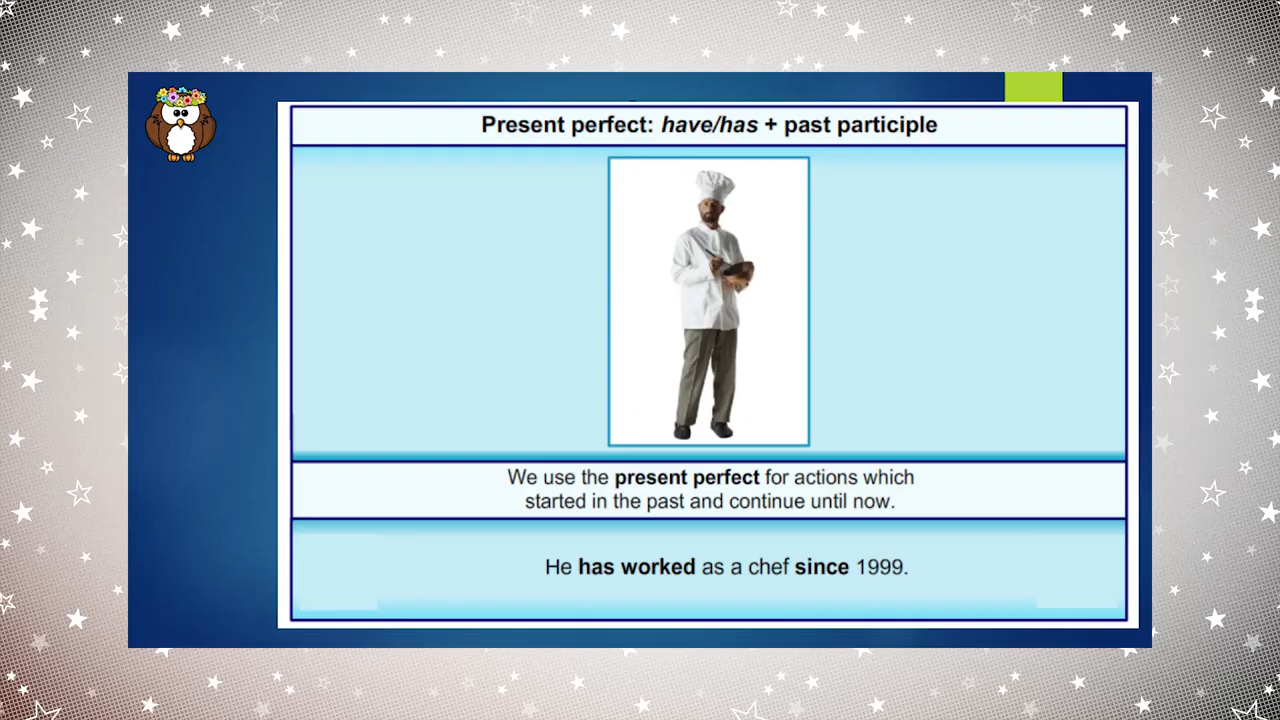 Present perfect: have/has + past participle
We use the present perfect for actions which
started in the past and continue until now.
He has worked as a chef since 1999.